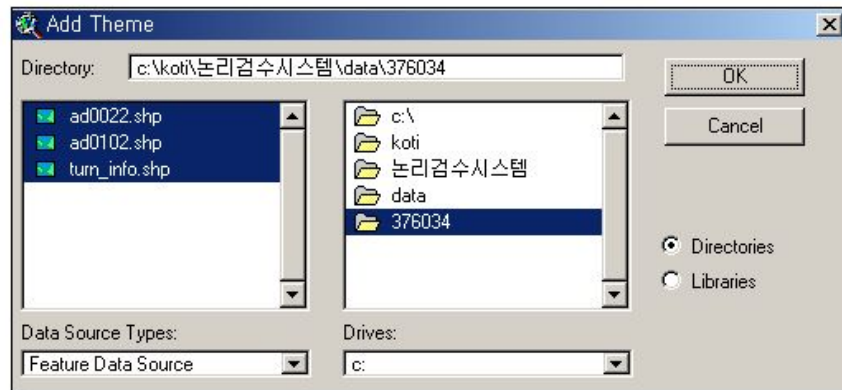 Add Theme
Directory: c:\koti\논리검수시스템\data\376034
OK
Cancel
ad0022.shp
ad0102.shp
turn_info.shp
c:\
koti
논리검수시스템
data
376034
Directories
Libraries
Data Source Types:
Feature Data Source
Drives:
c: